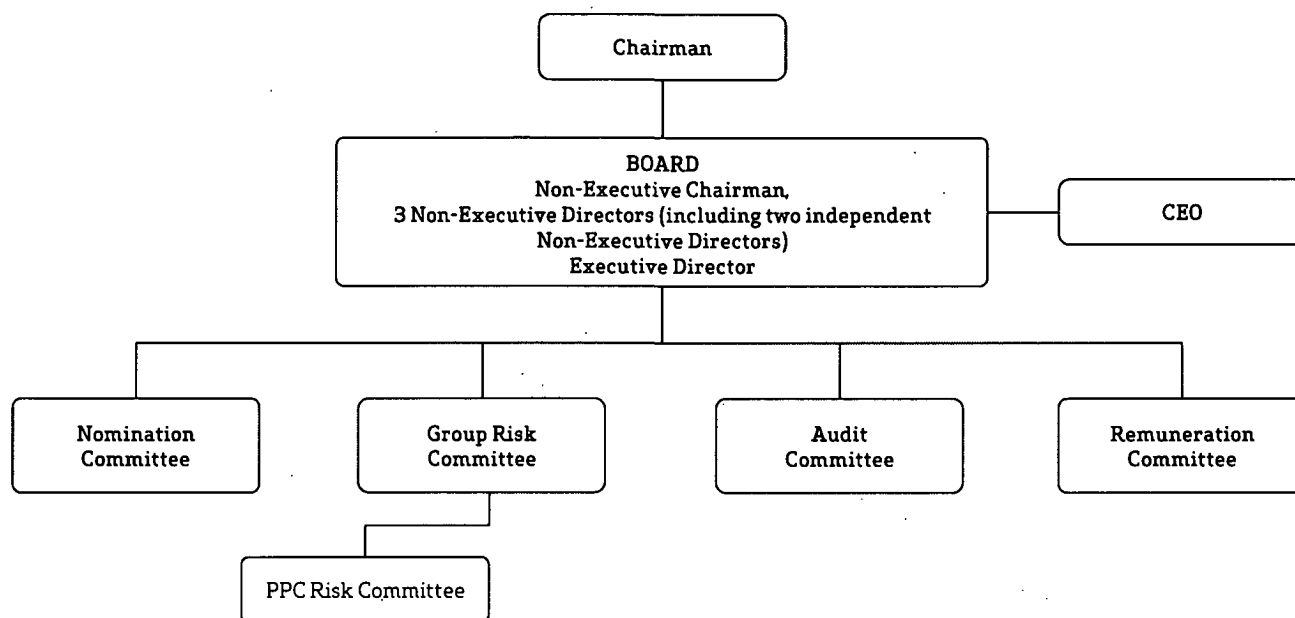 Chairman
BOARD
Non-Executive Chairman,
3 Non-Executive Directors (including two independent
Non-Executive Directors)
Executive Director
CEO
Nomination
Committee
Group Risk
Committee
Audit
Committee
Remuneration
Committee
PPC Risk Committee